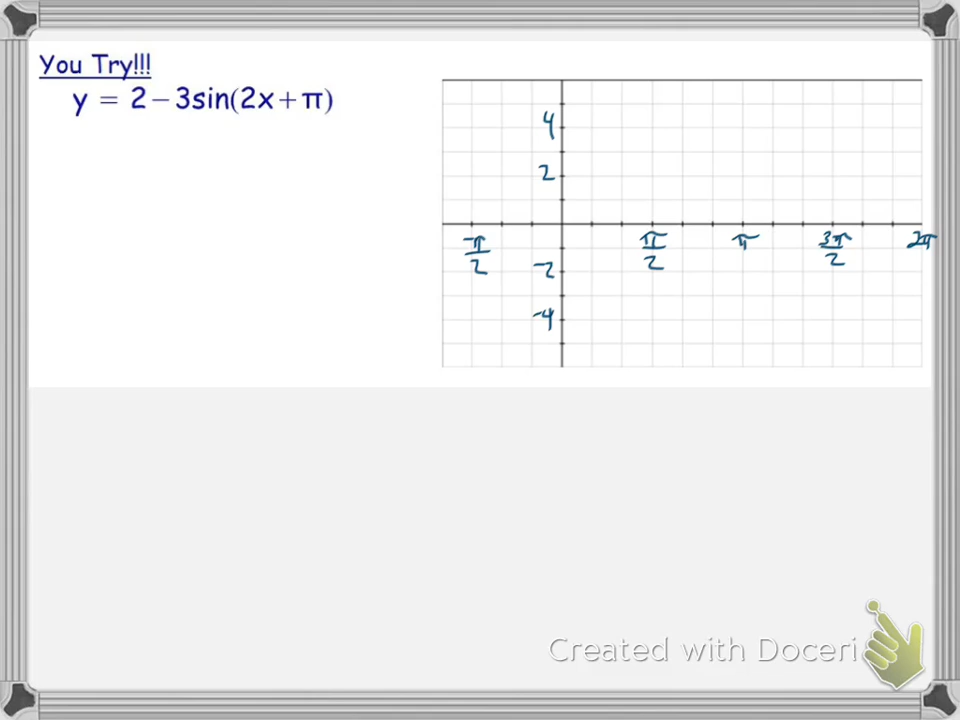 You Try!!!
y = 2 − 3sin(2x + π)
4
2
-π/2 π/2 π 3π/2 2π
-2
-4
Created with Doceri